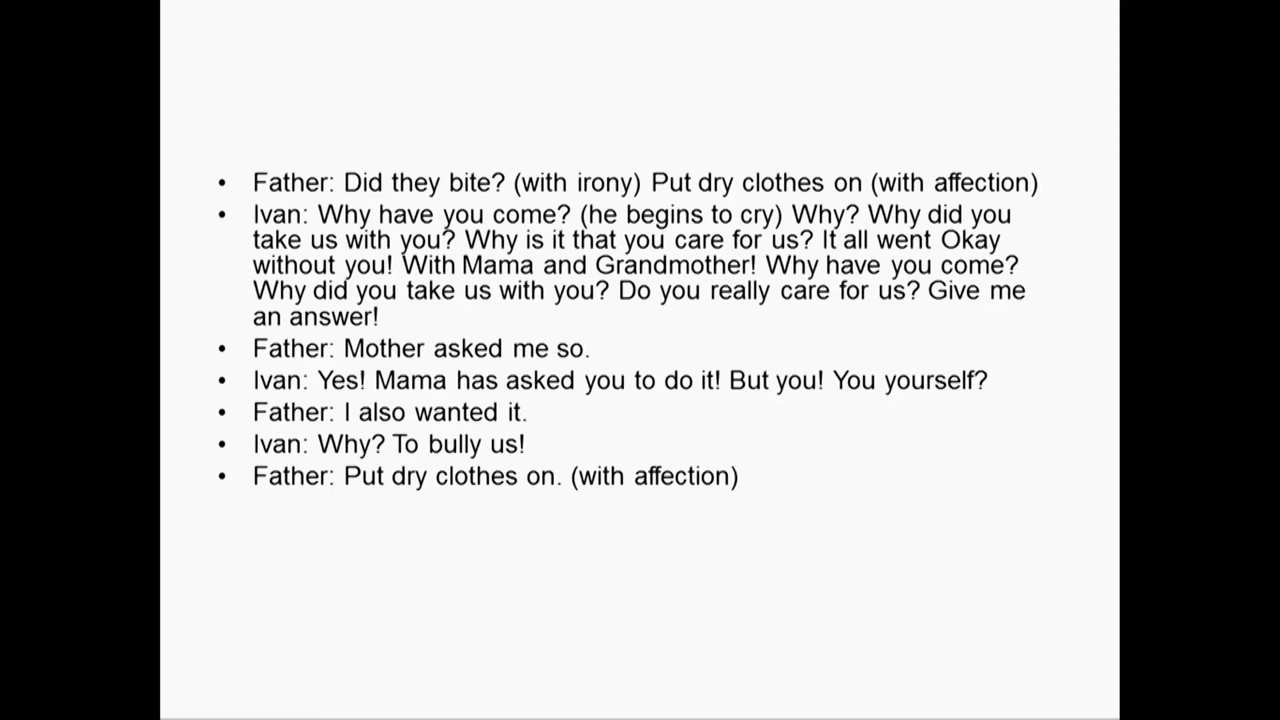 • Father: Did they bite? (with irony) Put dry clothes on (with affection)
• Ivan: Why have you come? (he begins to cry) Why? Why did you
take us with you? Why is it that you care for us? It all went Okay
without you! With Mama and Grandmother! Why have you come?
Why did you take us with you? Do you really care for us? Give me
an answer!
• Father: Mother asked me so.
• Ivan: Yes! Mama has asked you to do it! But you! You yourself?
• Father: I also wanted it.
• Ivan: Why? To bully us!
• Father: Put dry clothes on. (with affection)